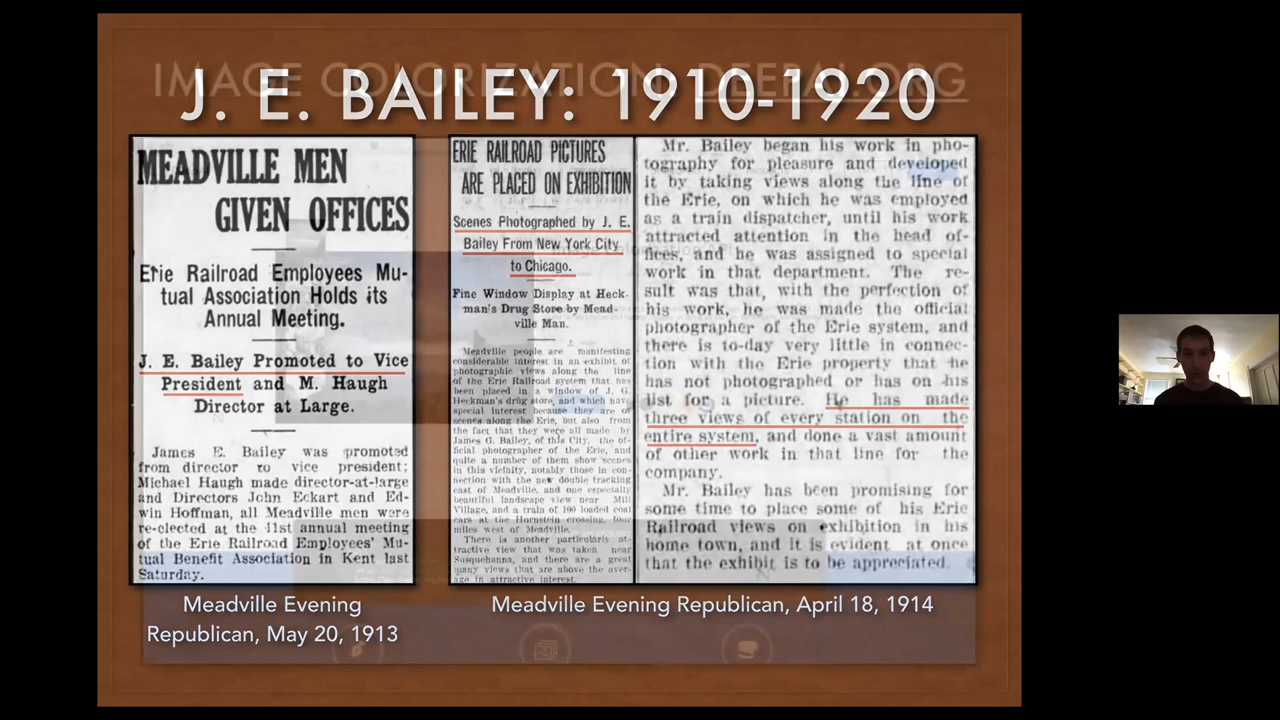 IMAGE COLORIZATION: DEEPAI.ORG
J. E. BAILEY: 1910-1920
MEADVILLE MEN
GIVEN OFFICES
Erie Railroad Employees Mu-
tual Association Holds its
Annual Meeting.
J. E. Bailey Promoted to Vice
President and M. Haugh
Director at Large.
James E. Bailey was promoted
from director to vice president;
Michael Haugh made director-at-large
and Directors John Eckart and Ed-
win Hoffman, all Meadville men were
re-elected at the 41st annual meeting
of the Erie Railroad Employees' Mu-
tual Benefit Association in Kent last
Saturday.
Meadville Evening
Republican, May 20, 1913
ERIE RAILROAD PICTURES
ARE PLACED ON EXHIBITION
Scenes Photographed by J. E.
Bailey From New York City
to Chicago.
Fine Window Display at Heck-
man's Drug Store by Mead-
ville Man.
Meadville people are manifesting
considerable interest in an exhibit of
photographic views along the line
of the Erie Railroad system that has
been placed in a window of J. G.
Heckman's drug store, and which have
special interest because they are of
scenes along the Erie, but also from
the fact that they were all made by
James G. Bailey, of this City, the of-
ficial photographer of the Erie, and
quite a number of them show scenes
in this vicinity, notably those in con-
nection with the new double tracking
east of Meadville, and one especially
beautiful landscape view near Mill
Village, and a train of 100 loaded coal
cars at the Hornstein crossing, four
miles west of Meadville.
There is another particularly at-
tractive view that was taken near
Susquehanna, and there are a great
many views that are above the aver-
age in attractive interest.
Mr. Bailey began his work in pho-
tography for pleasure and developed
it by taking views along the line of
the Erie, on which he was employed
as a train dispatcher, until his work
attracted attention in the head of-
fices, and he was assigned to special
work in that department. The re-
sult was that, with the perfection of
his work, he was made the official
photographer of the Erie system, and
there is to-day very little in connec-
tion with the Erie property that he
has not photographed or has on his
list for a picture. He has made
three views of every station on the
entire system, and done a vast amount
of other work in that line for the
company.
Mr. Bailey has been promising for
some time to place some of his Erie
Railroad views on exhibition in his
home town, and it is evident at once
that the exhibit is to be appreciated.
Meadville Evening Republican, April 18, 1914